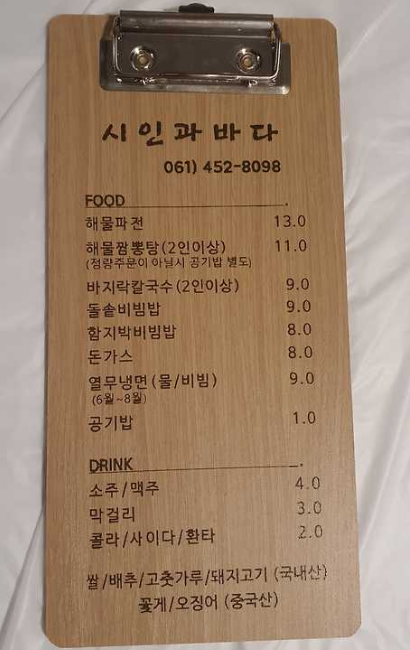 시인과바다
061) 452-8098
FOOD
해물파전 13.0
해물짬뽕탕(2인이상) 11.0
(정량주문이 아닐시 공기밥 별도)
바지락칼국수(2인이상) 9.0
돌솥비빔밥 9.0
함지박비빔밥 8.0
돈가스 8.0
열무냉면(물/비빔) 9.0
(6월~8월)
공기밥 1.0
DRINK
소주/맥주 4.0
막걸리 3.0
콜라/사이다/환타 2.0
쌀/배추/고춧가루/돼지고기 (국내산)
꽃게/오징어 (중국산)